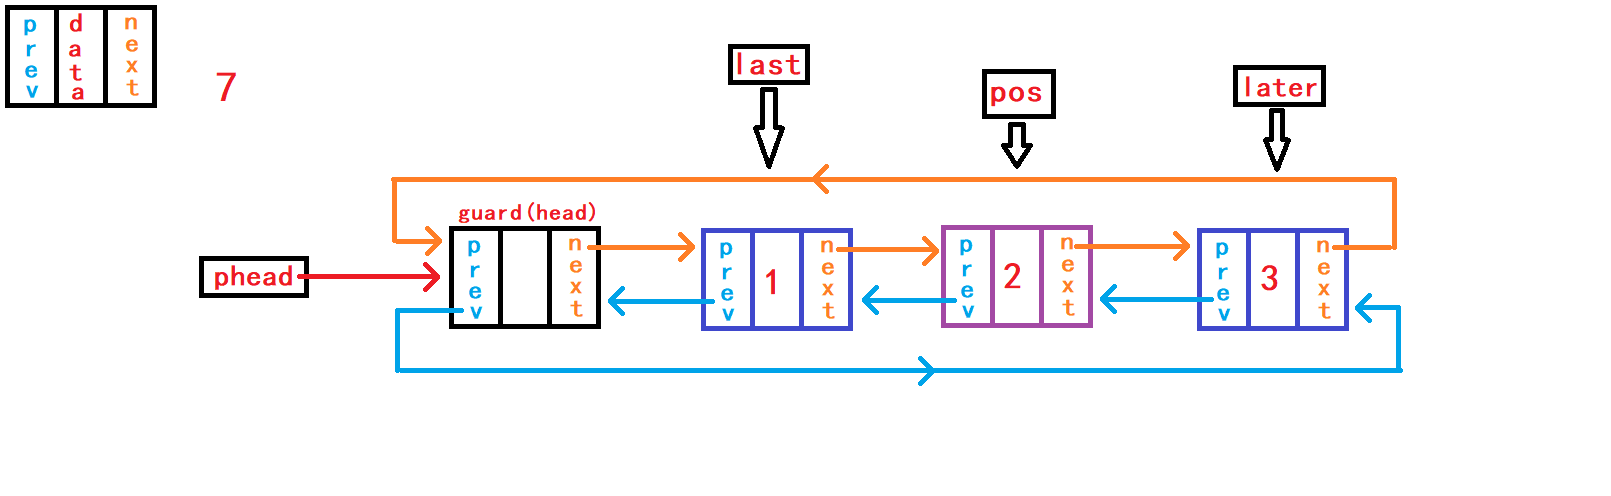 prev data next
7
last
pos
later
guard(head)
phead
prev next
prev 1 next
prev 2 next
prev 3 next